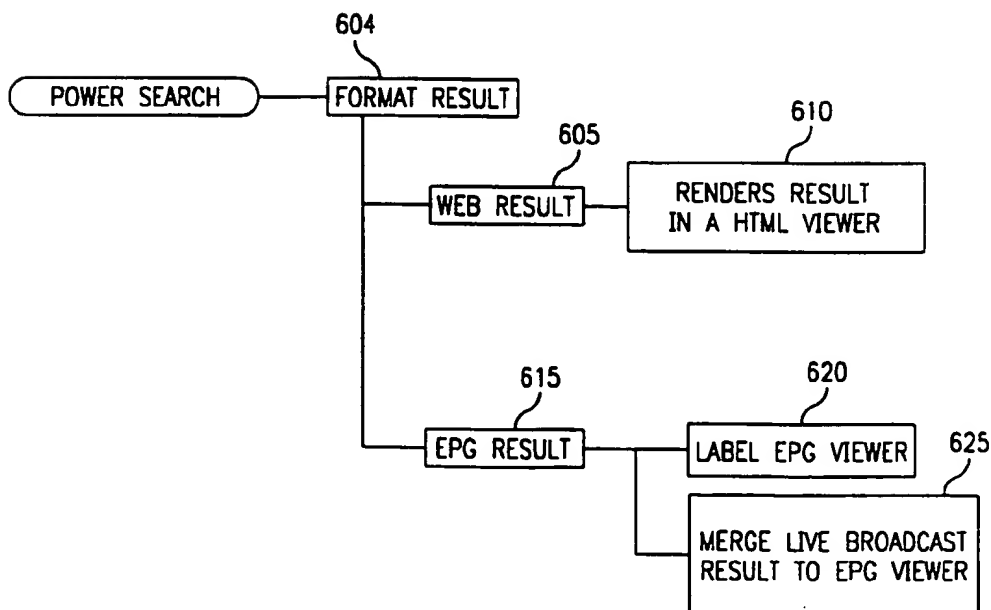 604
POWER SEARCH
FORMAT RESULT
605
610
WEB RESULT
RENDERS RESULT
IN A HTML VIEWER
615
620
EPG RESULT
LABEL EPG VIEWER
625
MERGE LIVE BROADCAST
RESULT TO EPG VIEWER